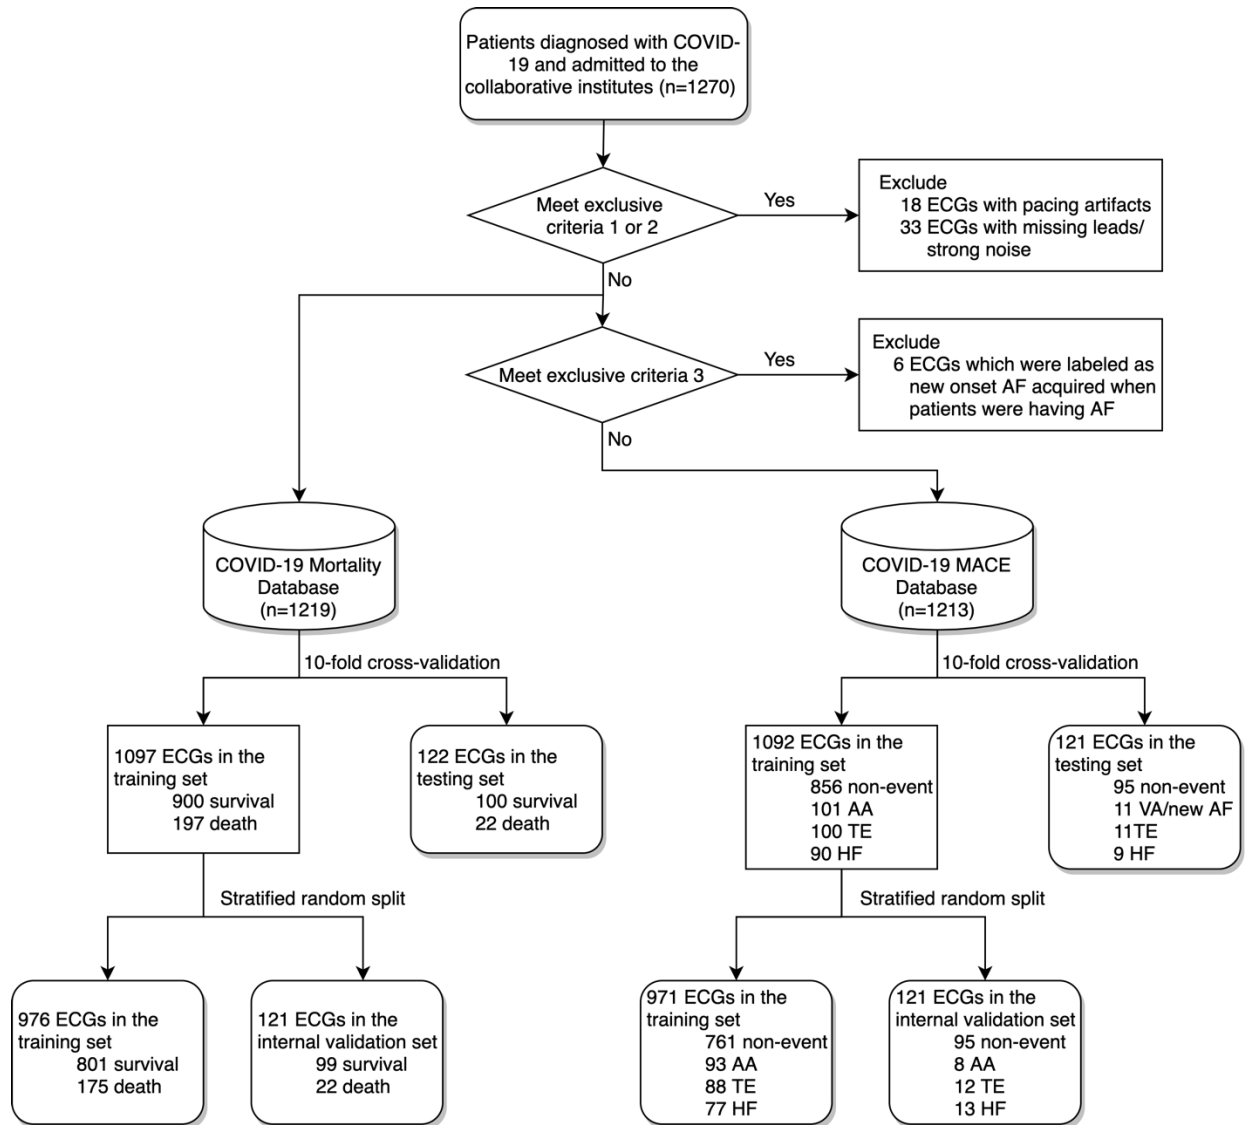 Patients diagnosed with COVID-
19 and admitted to the
collaborative institutes (n=1270)
Meet exclusive
criteria 1 or 2
Yes
Exclude
18 ECGs with pacing artifacts
33 ECGs with missing leads/
strong noise
No
Meet exclusive criteria 3
Yes
Exclude
6 ECGs which were labeled as
new onset AF acquired when
patients were having AF
No
COVID-19 Mortality
Database
(n=1219)
COVID-19 MACE
Database
(n=1213)
10-fold cross-validation
10-fold cross-validation
1097 ECGs in the
training set
900 survival
197 death
122 ECGs in the
testing set
100 survival
22 death
1092 ECGs in the
training set
856 non-event
101 AA
100 TE
90 HF
121 ECGs in the
testing set
95 non-event
11 VA/new AF
11TE
9 HF
Stratified random split
Stratified random split
976 ECGs in the
training set
801 survival
175 death
121 ECGs in the
internal validation set
99 survival
22 death
971 ECGs in the
training set
761 non-event
93 AA
88 TE
77 HF
121 ECGs in the
internal validation set
95 non-event
8 AA
12 TE
13 HF